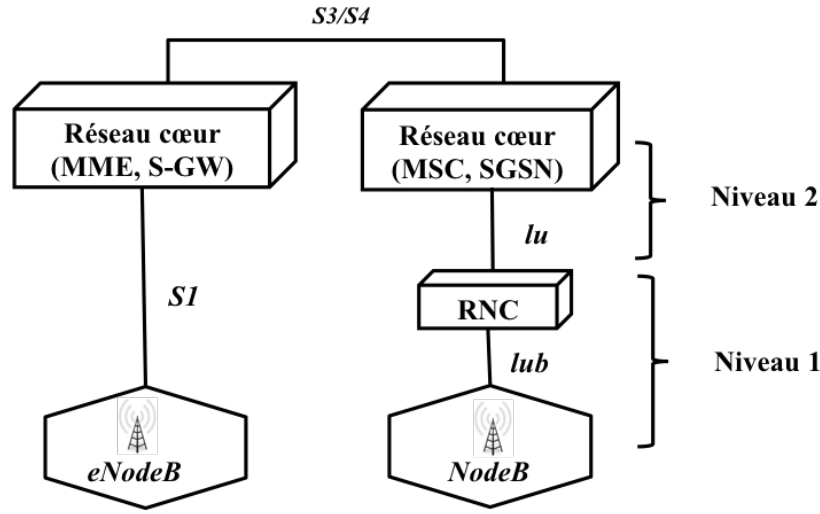 S3/S4
Réseau cœur
(MME, S-GW)
Réseau cœur
(MSC, SGSN)
Niveau 2
lu
S1
RNC
lub
Niveau 1
eNodeB
NodeB